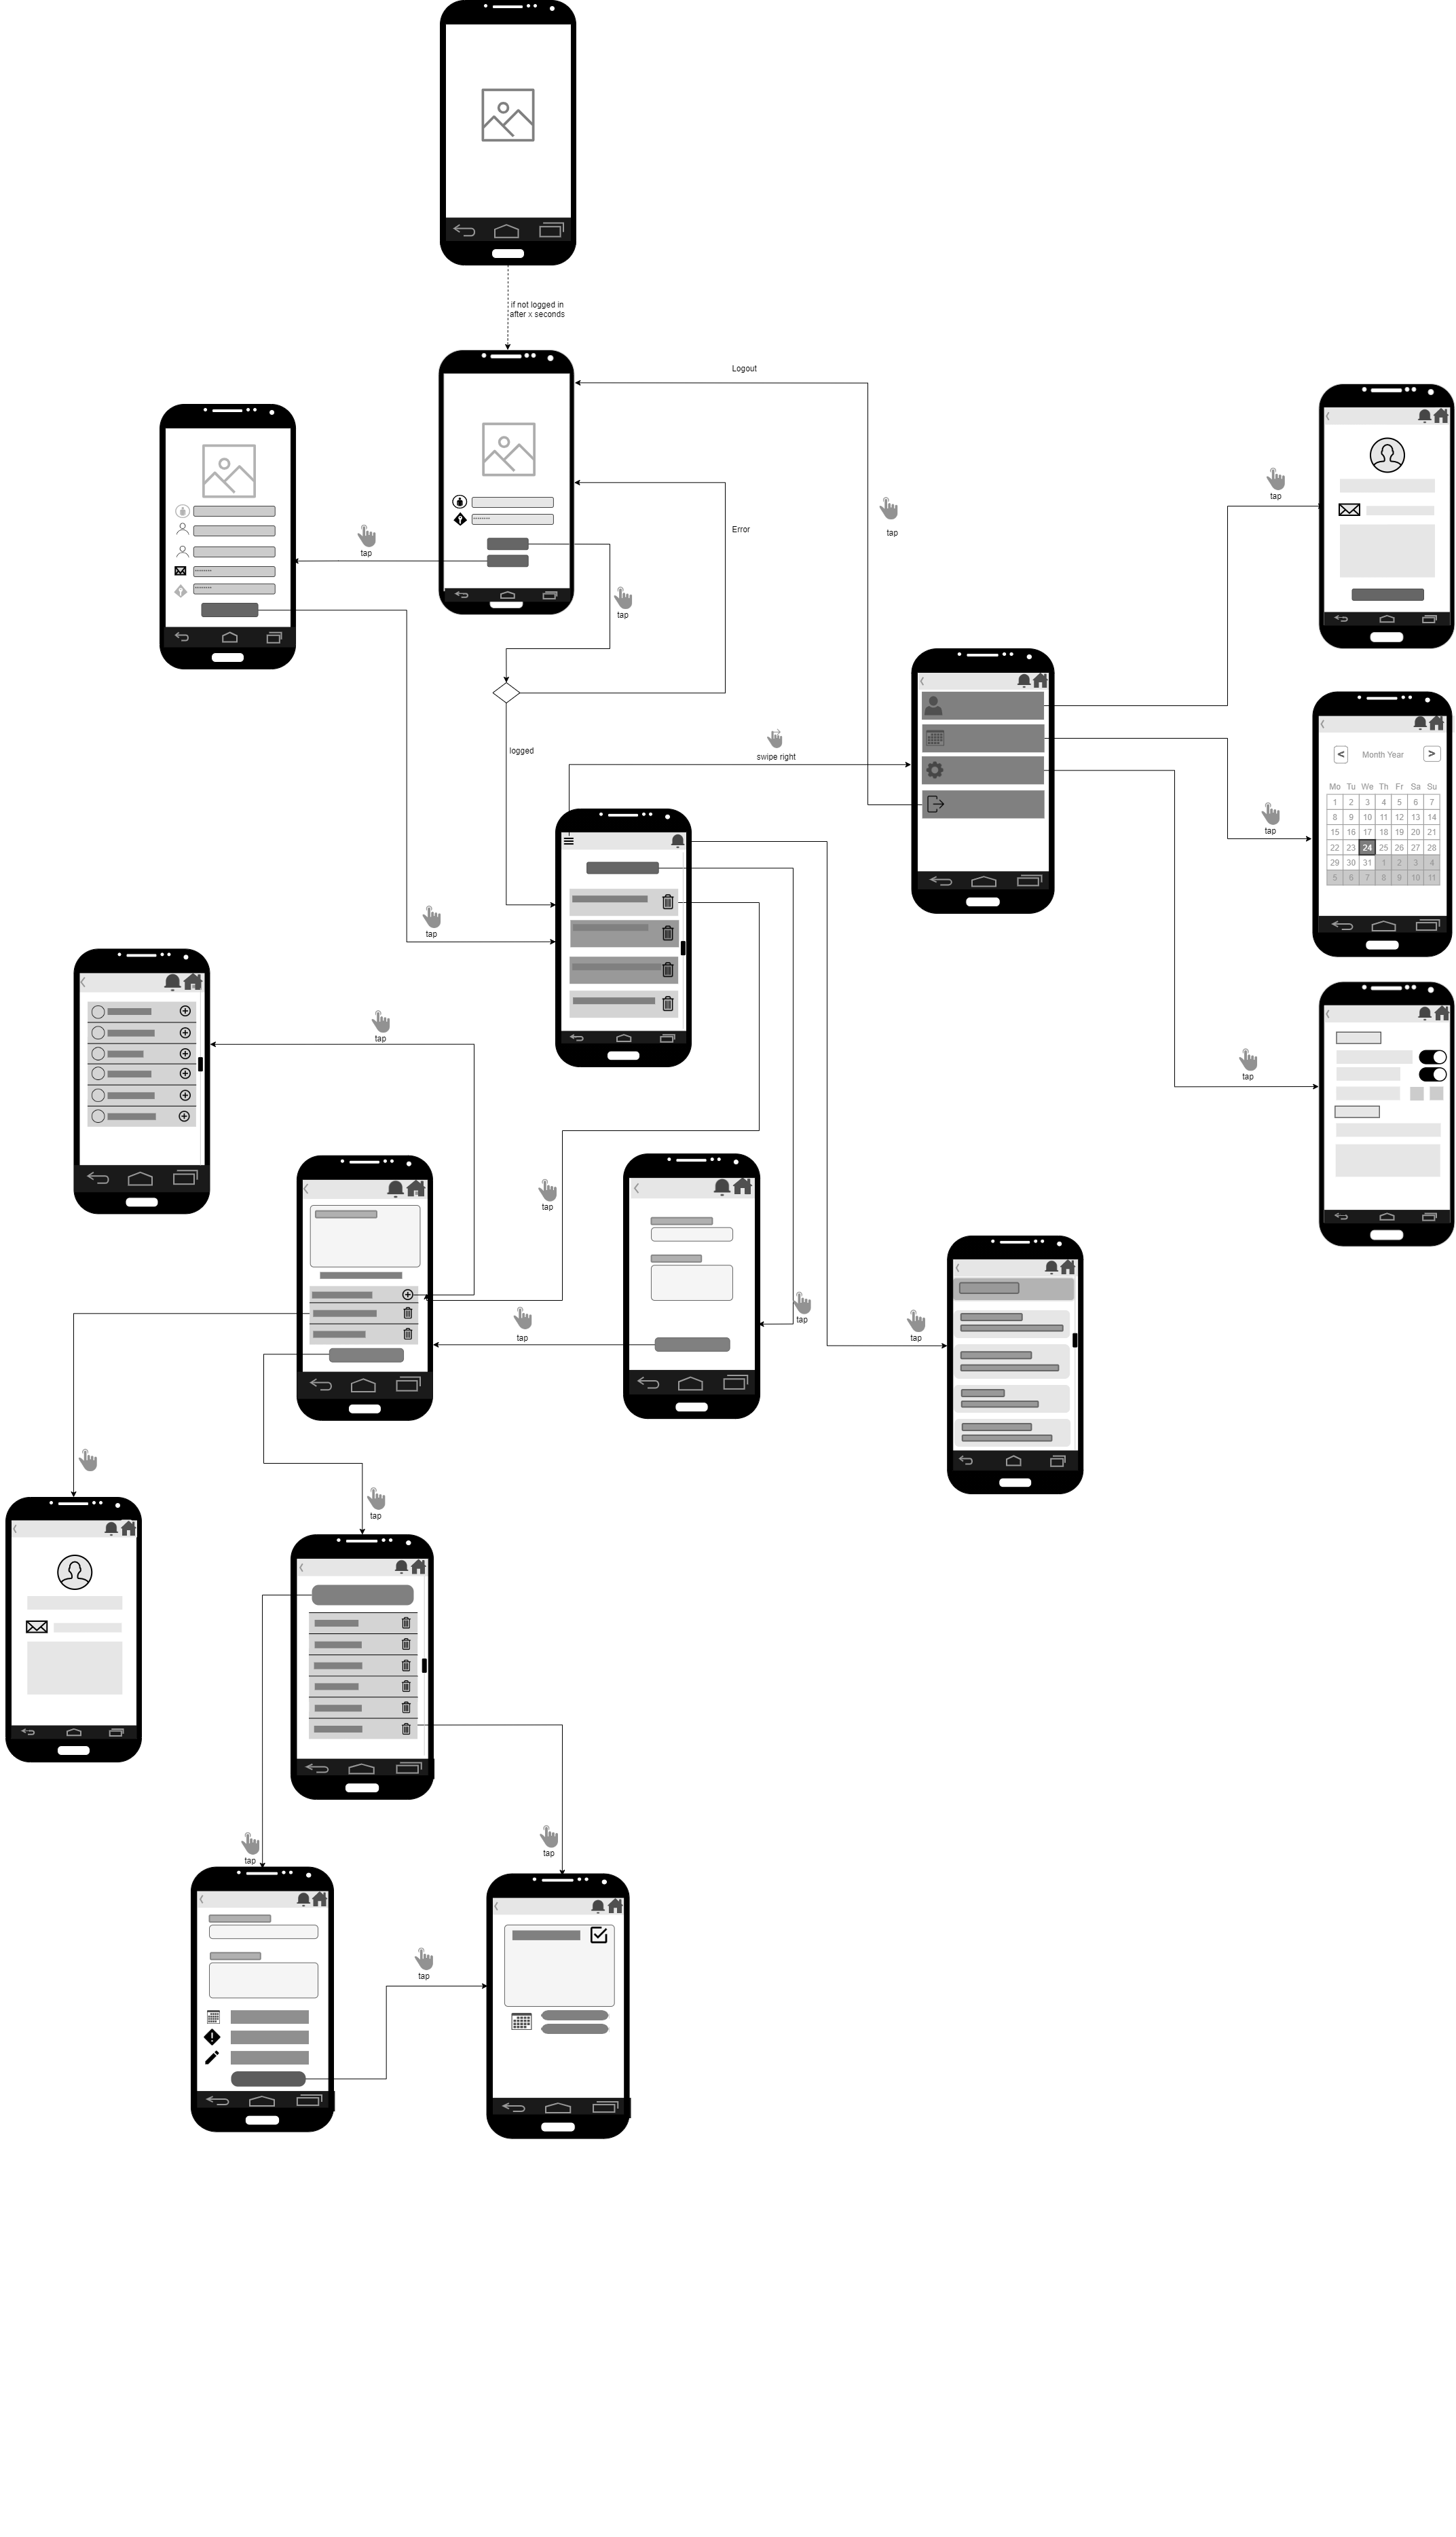 if not logged in
after x seconds
Logout
tap
Error
tap
tap
tap
logged
swipe right
< Month Year >
Mo Tu We Th Fr Sa Su
1 2 3 4 5 6 7
8 9 10 11 12 13 14
15 16 17 18 19 20 21
22 23 24 25 26 27 28
29 30 31 1 2 3 4
5 6 7 8 9 10 11
tap
tap
tap
tap
tap
tap
tap
tap
tap
tap
tap
tap
tap